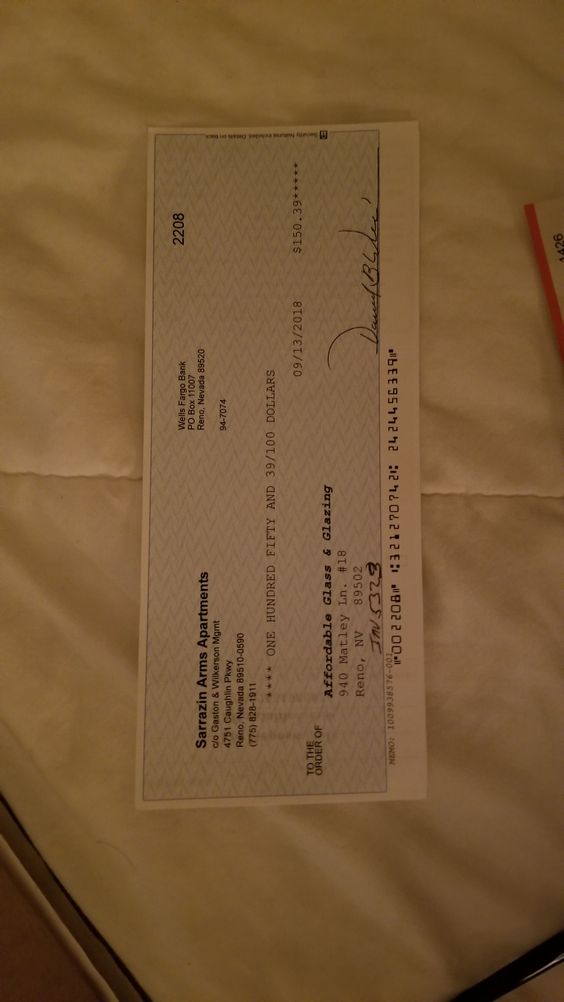 Sarrazin Arms Apartments
c/o Gaston & Wilkerson Mgmt
4751 Caughlin Pkwy
Reno, Nevada 89510-0590
(775) 828-1911
Wells Fargo Bank
PO Box 11007
Reno, Nevada 89520
94-7074
2208
**** ONE HUNDRED FIFTY AND 39/100 DOLLARS
09/13/2018 $150.39*****
TO THE
ORDER OF
Affordable Glass & Glazing
940 Matley Ln. #18
Reno, NV 89502
INV 5328
MEMO: 1009938576-001
Security features included. Details on back.
⑈002208⑈ ⑆321270742⑆ 2424456339⑈
1426